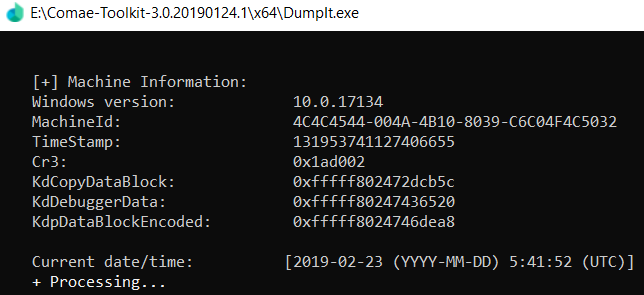 E:\Comae-Toolkit-3.0.20190124.1\x64\DumpIt.exe
[+] Machine Information:
Windows version: 10.0.17134
MachineId: 4C4C4544-004A-4B10-8039-C6C04F4C5032
TimeStamp: 131953741127406655
Cr3: 0x1ad002
KdCopyDataBlock: 0xfffff802472dcb5c
KdDebuggerData: 0xfffff80247436520
KdpDataBlockEncoded: 0xfffff8024746dea8
Current date/time: [2019-02-23 (YYYY-MM-DD) 5:41:52 (UTC)]
+ Processing...